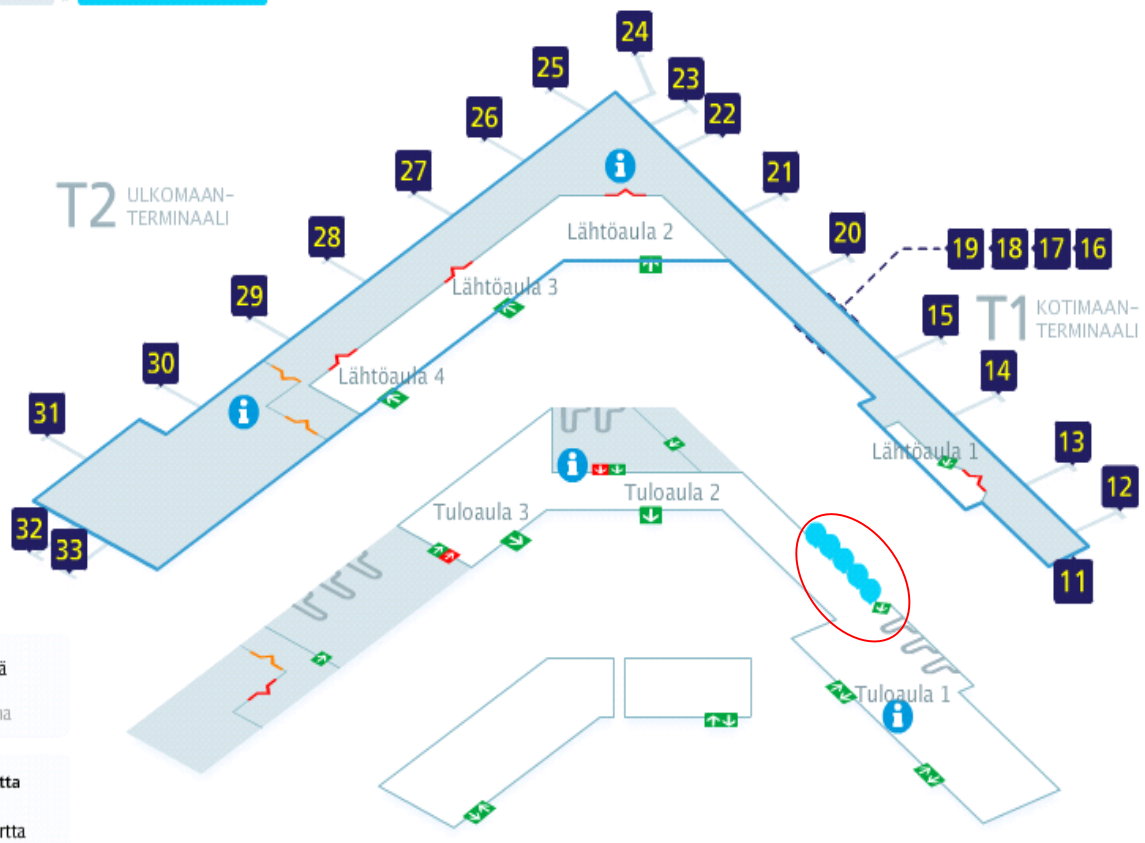 24
25
23
22
26
27
21
T2 ULKOMAAN-
TERMINAALI
28
Lähtöaula 2
20
19 18 17 16
29
Lähtöaula 3
T1 KOTIMAAN-
TERMINAALI
15
30
Lähtöaula 4
14
31
Lähtöaula 1
13
12
Tuloaula 2
Tuloaula 3
32
33
11
Tuloaula 1